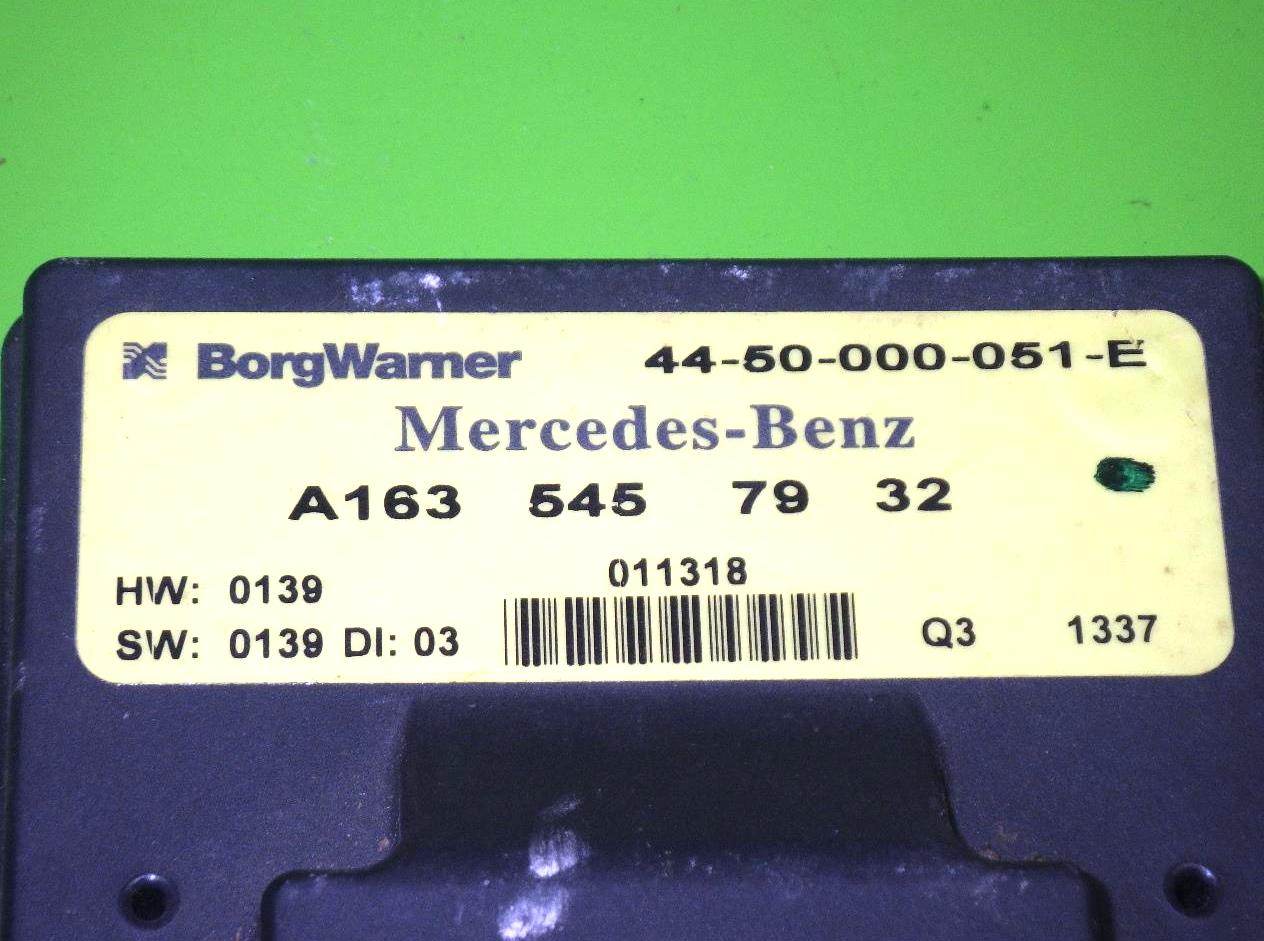 BorgWarner 44-50-000-051-E
Mercedes-Benz
A163 545 79 32
011318
HW: 0139
SW: 0139 DI: 03 Q3 1337